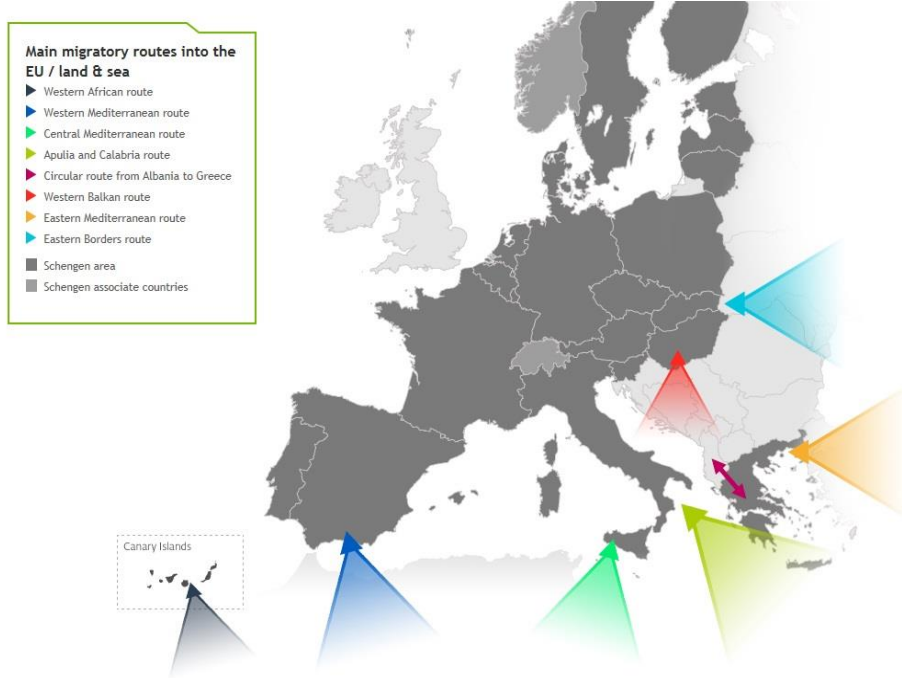 Main migratory routes into the
EU / land & sea
Western African route
Western Mediterranean route
Central Mediterranean route
Apulia and Calabria route
Circular route from Albania to Greece
Western Balkan route
Eastern Mediterranean route
Eastern Borders route
Schengen area
Schengen associate countries
Canary Islands